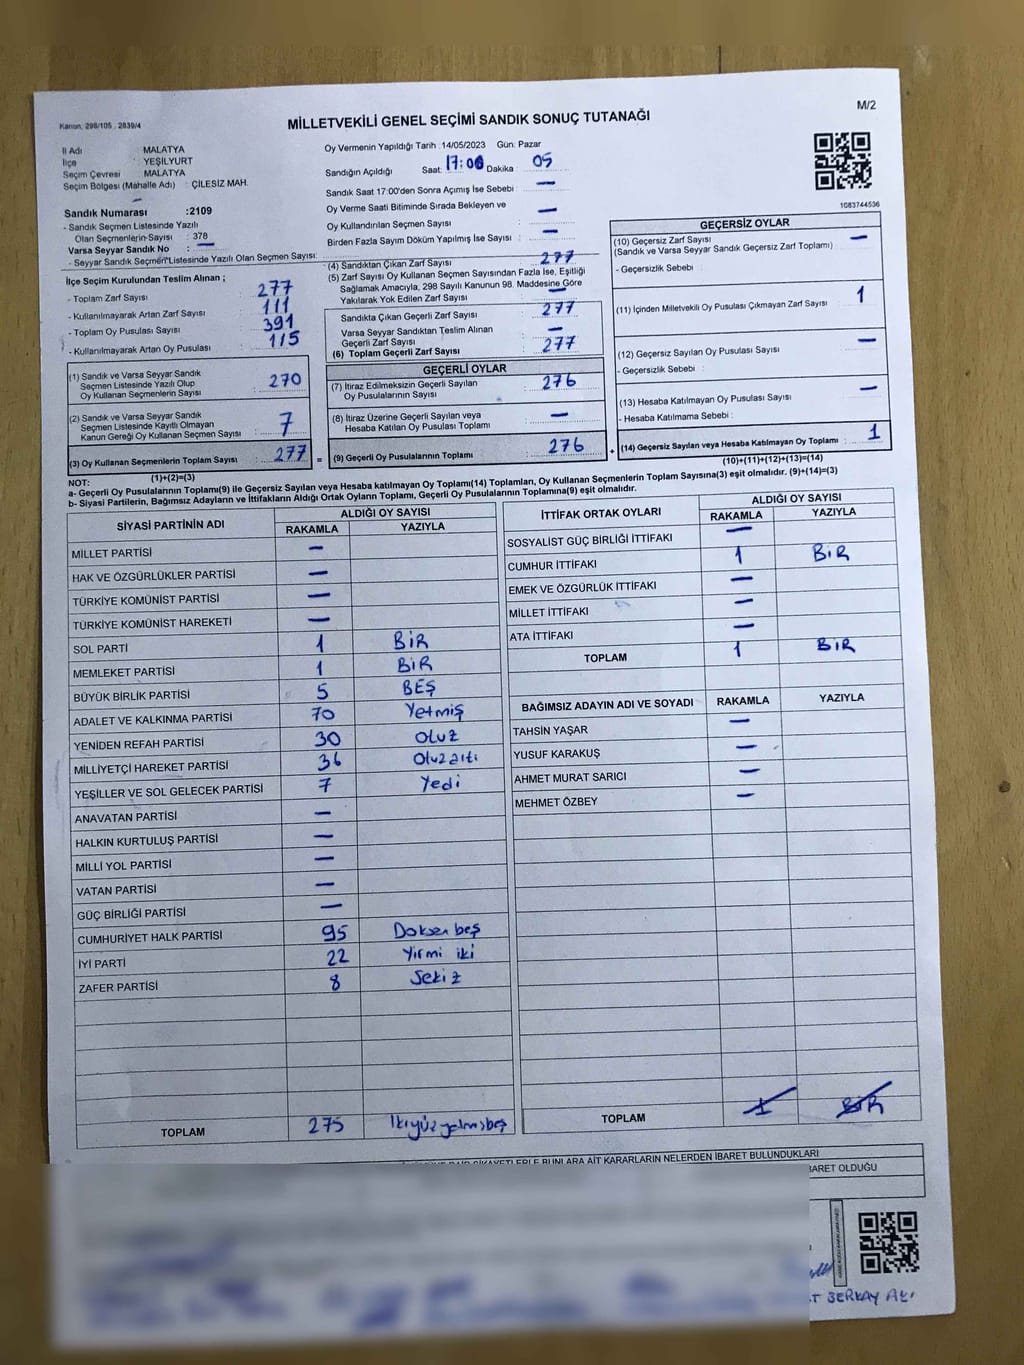 M/2
Kanun, 298/105 , 2839/4
MİLLETVEKİLİ GENEL SEÇİMİ SANDIK SONUÇ TUTANAĞI
İl Adı MALATYA
İlçe : YEŞİLYURT
Seçim Çevresi MALATYA
Seçim Bölgesi (Mahalle Adı) : ÇİLESİZ MAH.
Sandık Numarası :2109
- Sandık Seçmen Listesinde Yazılı
Olan Seçmenlerin Sayısı : 378
Varsa Seyyar Sandık No : —
- Seyyar Sandık Seçmen Listesinde Yazılı Olan Seçmen Sayısı:
Oy Vermenin Yapıldığı Tarih :14/05/2023 Gün: Pazar
Sandığın Açıldığı Saat: 17:00 Dakika : 05
Sandık Saat 17:00'den Sonra Açımış İse Sebebi : —
Oy Verme Saati Bitiminde Sırada Bekleyen ve
Oy Kullandırılan Seçmen Sayısı : —
Birden Fazla Sayım Döküm Yapılmış İse Sayısı : —
1083744536
İlçe Seçim Kurulundan Teslim Alınan ;
- Toplam Zarf Sayısı : 277
- Kullanılmayarak Artan Zarf Sayısı : 111
- Toplam Oy Pusulası Sayısı : 391
- Kullanılmayarak Artan Oy Pusulası : 115
(4) Sandıktan Çıkan Zarf Sayısı : 277
(5) Zarf Sayısı Oy Kullanan Seçmen Sayısından Fazla İse, Eşitliği
Sağlamak Amacıyla, 298 Sayılı Kanunun 98. Maddesine Göre
Yakılarak Yok Edilen Zarf Sayısı : —
Sandıkta Çıkan Geçerli Zarf Sayısı : 277
Varsa Seyyar Sandıktan Teslim Alınan
Geçerli Zarf Sayısı : —
(6) Toplam Geçerli Zarf Sayısı : 277
GEÇERSİZ OYLAR
(10) Geçersiz Zarf Sayısı : —
(Sandık ve Varsa Seyyar Sandık Geçersiz Zarf Toplamı)
- Geçersizlik Sebebi :
(11) İçinden Milletvekili Oy Pusulası Çıkmayan Zarf Sayısı : 1
(12) Geçersiz Sayılan Oy Pusulası Sayısı : —
- Geçersizlik Sebebi :
(13) Hesaba Katılmayan Oy Pusulası Sayısı : —
- Hesaba Katılmama Sebebi :
(14) Geçersiz Sayılan veya Hesaba Katılmayan Oy Toplamı : 1
(10)+(11)+(12)+(13)=(14)
(1) Sandık ve Varsa Seyyar Sandık
Seçmen Listesinde Yazılı Olup
Oy Kullanan Seçmenlerin Sayısı : 270
(2) Sandık ve Varsa Seyyar Sandık
Seçmen Listesinde Kayıtlı Olmayan
Kanun Gereği Oy Kullanan Seçmen Sayısı : 7
(3) Oy Kullanan Seçmenlerin Toplam Sayısı : 277 =
(1)+(2)=(3)
GEÇERLİ OYLAR
(7) İtiraz Edilmeksizin Geçerli Sayılan
Oy Pusulalarının Sayısı : 276
(8) İtiraz Üzerine Geçerli Sayılan veya
Hesaba Katılan Oy Pusulası Toplamı : —
(9) Geçerli Oy Pusulalarının Toplamı : 276 +
NOT:
a- Geçerli Oy Pusulalarının Toplamı(9) ile Geçersiz Sayılan veya Hesaba Katılmayan Oy Toplamı(14) Toplamları, Oy Kullanan Seçmenlerin Toplam Sayısına(3) eşit olmalıdır. (9)+(14)=(3)
b- Siyasi Partilerin, Bağımsız Adayların ve İttifakların Aldığı Ortak Oyların Toplamı, Geçerli Oy Pusulalarının Toplamına(9) eşit olmalıdır.
SİYASİ PARTİNİN ADI ALDIĞI OY SAYISI
RAKAMLA YAZIYLA
MİLLET PARTİSİ —
HAK VE ÖZGÜRLÜKLER PARTİSİ —
TÜRKİYE KOMÜNİST PARTİSİ —
TÜRKİYE KOMÜNİST HAREKETİ —
SOL PARTİ 1 BİR
MEMLEKET PARTİSİ 1 BİR
BÜYÜK BİRLİK PARTİSİ 5 BEŞ
ADALET VE KALKINMA PARTİSİ 70 Yetmiş
YENİDEN REFAH PARTİSİ 30 Otuz
MİLLİYETÇİ HAREKET PARTİSİ 36 Otuzaltı
YEŞİLLER VE SOL GELECEK PARTİSİ 7 Yedi
ANAVATAN PARTİSİ —
HALKIN KURTULUŞ PARTİSİ —
MİLLİ YOL PARTİSİ —
VATAN PARTİSİ —
GÜÇ BİRLİĞİ PARTİSİ —
CUMHURİYET HALK PARTİSİ 95 Doksan beş
İYİ PARTİ 22 Yirmi iki
ZAFER PARTİSİ 8 Sekiz
TOPLAM 275 İkiyüz yetmişbeş
İTTİFAK ORTAK OYLARI ALDIĞI OY SAYISI
RAKAMLA YAZIYLA
SOSYALİST GÜÇ BİRLİĞİ İTTİFAKI —
CUMHUR İTTİFAKI 1 BİR
EMEK VE ÖZGÜRLÜK İTTİFAKI —
MİLLET İTTİFAKI —
ATA İTTİFAKI —
TOPLAM 1 BİR
BAĞIMSIZ ADAYIN ADI VE SOYADI RAKAMLA YAZIYLA
TAHSİN YAŞAR —
YUSUF KARAKUŞ —
AHMET MURAT SARICI —
MEHMET ÖZBEY —
TOPLAM 1 BİR
KARARLARIN NELERDEN İBARET BULUNDUKLARI
BARET OLDUĞU
T BERKAY